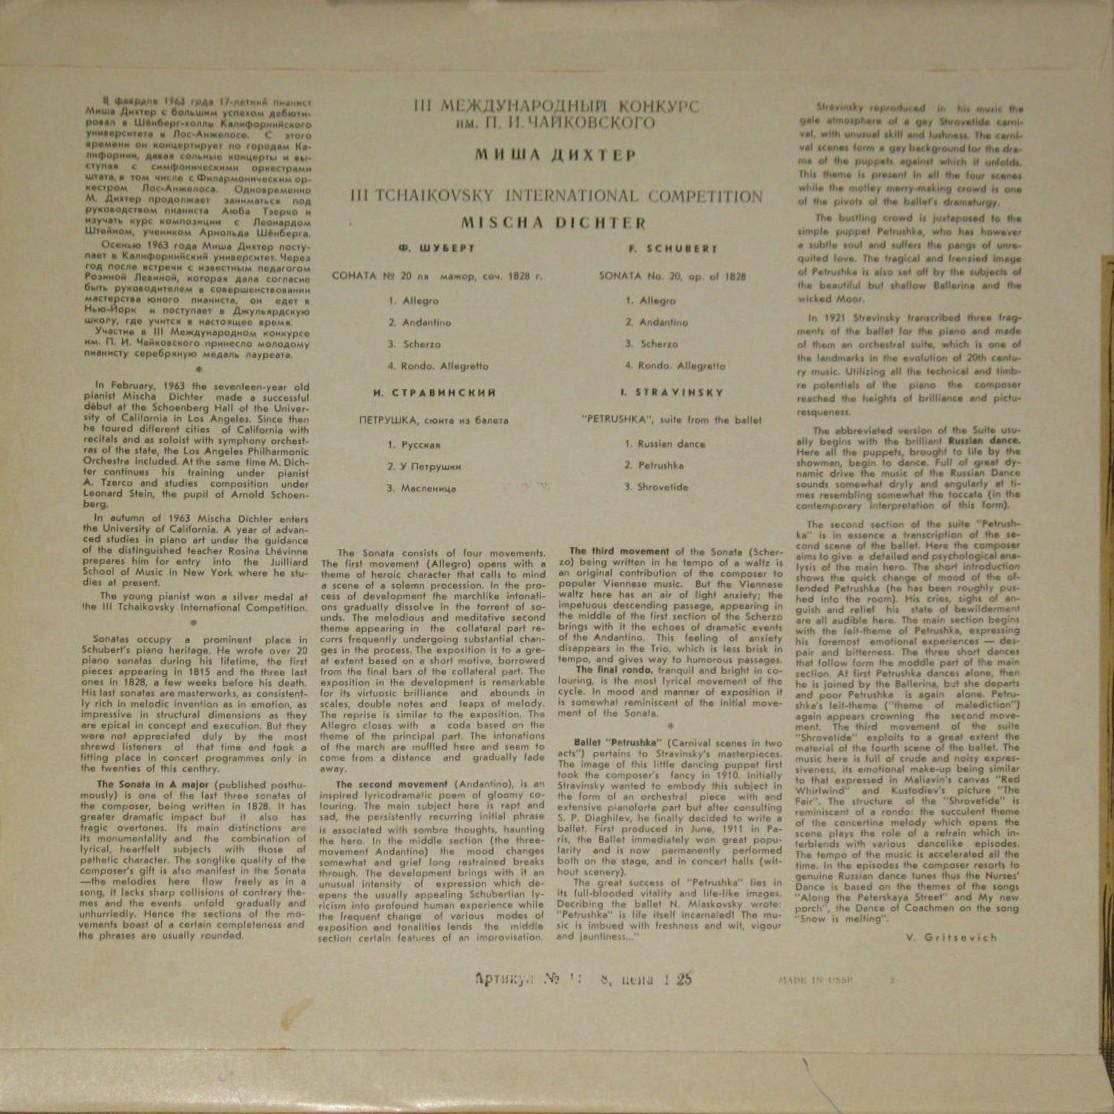 В феврале 1963 года 17-летний пианист
Миша Дихтер с большим успехом дебюти-
ровал в Шёнберг-холле Калифорнийского
университета в Лос-Анжелосе. С этого
времени он концертирует по городам Ка-
лифорнии, давая сольные концерты и вы-
ступая с симфоническими оркестрами
штата, в том числе с Филармоническим ор-
кестром Лос-Анжелоса. Одновременно
М. Дихтер продолжает заниматься под
руководством пианиста Аюба Тзерко и
изучать курс композиции с Леонардом
Штейном, учеником Арнольда Шёнберга.
Осенью 1963 года Миша Дихтер посту-
пает в Калифорнийский университет. Через
год после встречи с известным педагогом
Розиной Левиной, которая дала согласие
быть руководителем в совершенствовании
мастерства юного пианиста, он едет в
Нью-Йорк и поступает в Джульярдскую
школу, где учится в настоящее время.
Участие в III Международном конкурсе
им. П. И. Чайковского принесло молодому
пианисту серебряную медаль лауреата.
*
In February, 1963 the seventeen-year old
pianist Mischa Dichter made a successful
début at the Schoenberg Hall of the Univer-
sity of California in Los Angeles. Since then
he toured different cities of California with
recitals and as soloist with symphony orchest-
ras of the state, the Los Angeles Philharmonic
Orchestra included. At the same time M. Dich-
ter continues his training under pianist
A. Tzerco and studies composition under
Leonard Stein, the pupil of Arnold Schoen-
berg.
In autumn of 1963 Mischa Dichter enters
the University of California. A year of advan-
ced studies in piano art under the guidance
of the distinguished teacher Rosina Lhévinne
prepares him for entry into the Juilliard
School of Music in New York where he stu-
dies at present.
The young pianist won a silver medal at
the III Tchaikovsky International Competition.
*
Sonatas occupy a prominent place in
Schubert's piano heritage. He wrote over 20
piano sonatas during his lifetime, the first
pieces appearing in 1815 and the three last
ones in 1828, a few weeks before his death.
His last sonatas are masterworks, as consistent-
ly rich in melodic invention as in emotion, as
impressive in structural dimensions as they
are epical in concept and execution. But they
were not appreciated duly by the most
shrewd listeners of that time and took a
fitting place in concert programmes only in
the twenties of this centhry.
The Sonata in A major (published posthu-
mously) is one of the last three sonatas of
the composer, being written in 1828. It has
greater dramatic impact but it also has
tragic overtones. Its main distinctions are
its monumentality and the combination of
lyrical, heartfelt subjects with those of
pathetic character. The songlike quality of the
composer's gift is also manifest in the Sonata
—the melodies here flow freely as in a
song, it lacks sharp collisions of contrary the-
mes and the events unfold gradually and
unhurriedly. Hence the sections of the mo-
vements boast of a certain completeness and
the phrases are usually rounded.
III МЕЖДУНАРОДНЫЙ КОНКУРС
им. П. И. ЧАЙКОВСКОГО
МИША ДИХТЕР
III TCHAIKOVSKY INTERNATIONAL COMPETITION
MISCHA DICHTER
Ф. ШУБЕРТ
СОНАТА № 20 ля мажор, соч. 1828 г.
1. Allegro
2. Andantino
3. Scherzo
4. Rondo. Allegretto
И. СТРАВИНСКИЙ
ПЕТРУШКА, сюита из балета
1. Русская
2. У Петрушки
3. Масленица
F. SCHUBERT
SONATA No. 20, op. of 1828
1. Allegro
2. Andantino
3. Scherzo
4. Rondo. Allegretto
I. STRAVINSKY
"PETRUSHKA", suite from the ballet
1. Russian dance
2. Petrushka
3. Shrovetide
The Sonata consists of four movements.
The first movement (Allegro) opens with a
theme of heroic character that calls to mind
a scene of a solemn procession. In the pro-
cess of development the marchlike intonati-
ons gradually dissolve in the torrent of so-
unds. The melodious and meditative second
theme appearing in the collateral part re-
curs frequently undergoing substantial chan-
ges in the process. The exposition is to a gre-
at extent based on a short motive, borrowed
from the final bars of the collateral part. The
exposition in the development is remarkable
for its virtuosic brilliance and abounds in
scales, double notes and leaps of melody.
The reprise is similar to the exposition. The
Allegro closes with a coda based on the
theme of the principal part. The intonations
of the march are muffled here and seem to
come from a distance and gradually fade
away.
The second movement (Andantino), is an
inspired lyricodramatic poem of gloomy co-
louring. The main subject here is rapt and
sad, the persistently recurring initial phrase
is associated with sombre thoughts, haunting
the hero. In the middle section (the three-
movement Andantino) the mood changes
somewhat and grief long restrained breaks
through. The development brings with it an
unusual intensity of expression which de-
epens the usually appealing Schubertian ly-
ricism into profound human experience while
the frequent change of various modes of
exposition and tonalities lends the middle
section certain features of an improvisation.
The third movement of the Sonata (Scher-
zo) being written in he tempo of a waltz is
an original contribution of the composer to
popular Viennese music. But the Viennese
waltz here has an air of light anxiety; the
impetuous descending passage, appearing in
the middle of the first section of the Scherzo
brings with it the echoes of dramatic events
of the Andantino. This feeling of anxiety
disappears in the Trio, which is less brisk in
tempo, and gives way to humorous passages.
The final rondo, tranquil and bright in co-
louring, is the most lyrical movement of the
cycle. In mood and manner of exposition it
is somewhat reminiscent of the initial move-
ment of the Sonata.
*
Ballet "Petrushka" (Carnival scenes in two
acts") pertains to Stravinsky's masterpieces.
The image of this little dancing puppet first
took the composer's fancy in 1910. Initially
Stravinsky wanted to embody this subject in
the form of an orchestral piece with and
extensive pianoforte part but after consulting
S. P. Diaghilev, he finally decided to write a
ballet. First produced in June, 1911 in Pa-
ris, the Ballet immediately won great popu-
larity and is now permanently performed
both on the stage, and in concert halls (wit-
hout scenery).
The great success of "Petrushka" lies in
its full-blooded vitality and life-like images.
Decribing the ballet N. Miaskovsky wrote:
"Petrushka" is life itself incarnated! The mu-
sic is imbued with freshness and wit, vigour
and jauntiness..."
Stravinsky reproduced in his music the
gale atmosphere of a gay Shrovetide carni-
val, with unusual skill and lushness. The carni-
val scenes form a gay background for the dra-
ma of the puppets against which it unfolds.
This theme is present in all the four scenes
while the motley merry-making crowd is one
of the pivots of the ballet's dramaturgy.
The bustling crowd is juxtaposed to the
simple puppet Petrushka, who has however
a subtle soul and suffers the pangs of unre-
quited love. The tragical and frenzied image
of Petrushka is also set off by the subjects of
the beautiful but shallow Ballerina and the
wicked Moor.
In 1921 Stravinsky transcribed three frag-
ments of the ballet for the piano and made
of them an orchestral suite, which is one of
the landmarks in the evolution of 20th centu-
ry music. Utilizing all the technical and timb-
re potentials of the piano the composer
reached the heights of brilliance and pictu-
resqueness.
The abbreviated version of the Suite usu-
ally begins with the brilliant Russian dance.
Here all the puppets, brought to life by the
showman, begin to dance. Full of great dy-
namic drive the music of the Russian Dance
sounds somewhat dryly and angularly at ti-
mes resembling somewhat the toccata (in the
contemporary interpretation of this form).
The second section of the suite "Petrush-
ka" is in essence a transcription of the se-
cond scene of the ballet. Here the composer
aims to give a detailed and psychological ana-
lysis of the main hero. The short introduction
shows the quick change of mood of the of-
fended Petrushka (he has been roughly pus-
hed into the room). His cries, sighs of an-
guish and relief his state of bewilderment
are all audible here. The main section begins
with the leit-theme of Petrushka, expressing
his foremost emotional experiences — des-
pair and bitterness. The three short dances
that follow form the moddle part of the main
section. At first Petrushka dances alone, then
he is joined by the Ballerina, but she departs
and poor Petrushka is again alone. Petru-
shka's leit-theme ("theme of malediction")
again appears crowning the second move-
ment. The third movement of the suite
"Shrovetide" exploits to a great extent the
material of the fourth scene of the ballet. The
music here is full of crude and noisy expres-
siveness, its emotional make-up being similar
to that expressed in Maliavin's canvas "Red
Whirlwind" and Kustodiev's picture "The
Fair". The structure of the "Shrovetide" is
reminiscent of a rondo: the succulent theme
of the concertina melody which opens the
scene plays the role of a refrain which in-
terblends with various dancelike episodes.
The tempo of the music is accelerated all the
time. In the episodes the composer resorts to
genuine Russian dance tunes thus the Nurses'
Dance is based on the themes of the songs
"Along the Peterskaya Street" and My new
porch", the Dance of Coachmen on the song
"Snow is melting".
V. Gritsevich
Артикул № 8, цена 1 25
MADE IN USSR